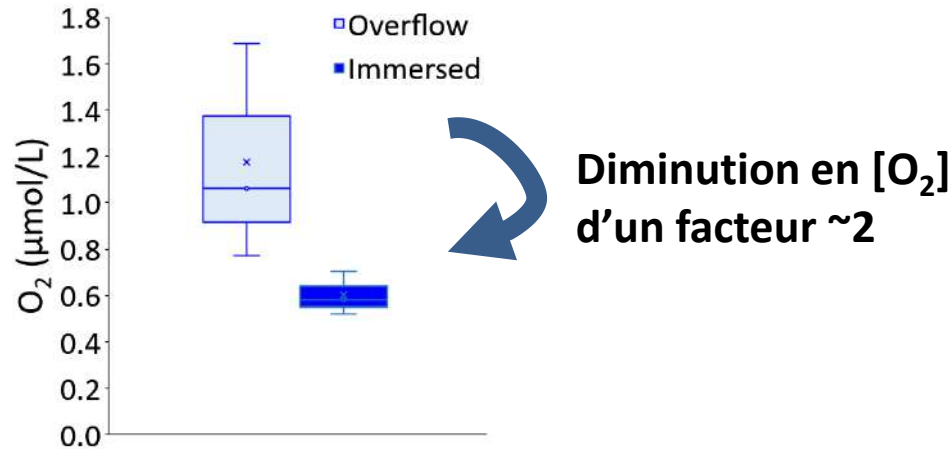 1.8
1.6
1.4
1.2
1.0
0.8
0.6
0.4
0.2
0.0
O₂ (µmol/L)
Overflow
Immersed
Diminution en [O₂]
d’un facteur ~2